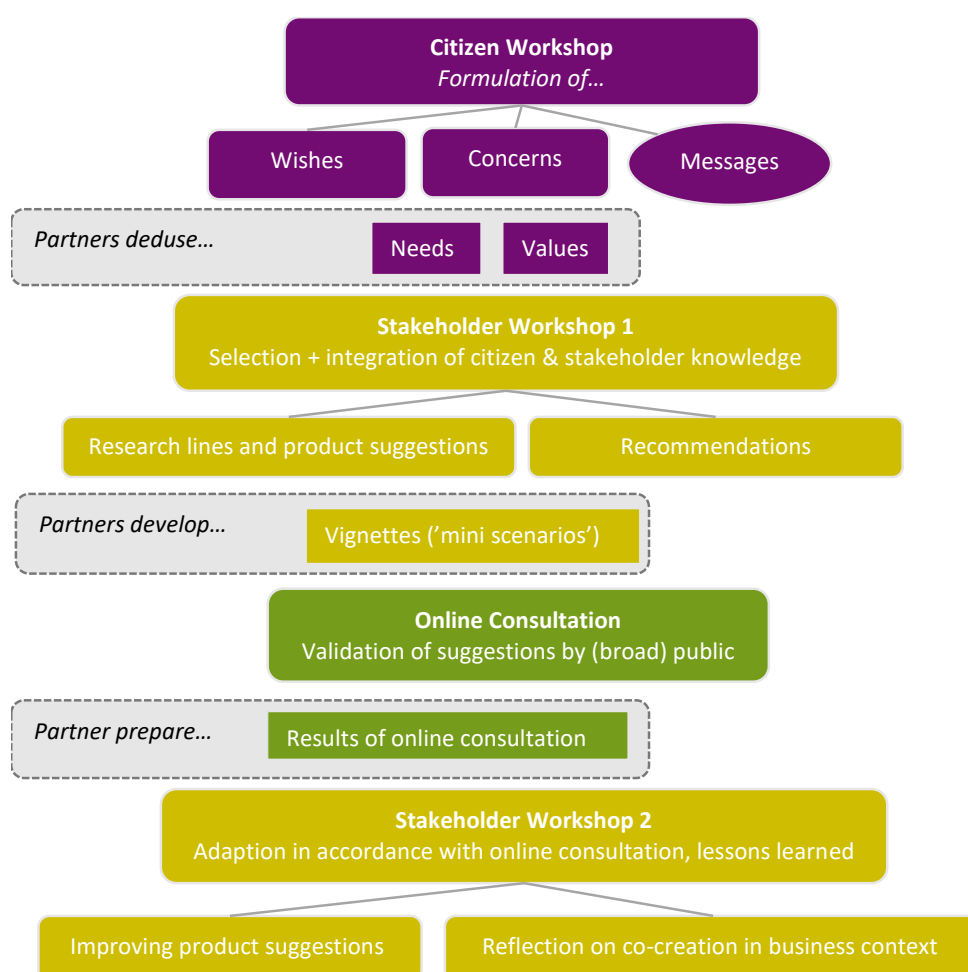 Citizen Workshop
Formulation of…
Wishes
Concerns
Messages
Partners deduse…
Needs
Values
Stakeholder Workshop 1
Selection + integration of citizen & stakeholder knowledge
Research lines and product suggestions
Recommendations
Partners develop…
Vignettes (’mini scenarios’)
Online Consultation
Validation of suggestions by (broad) public
Partner prepare…
Results of online consultation
Stakeholder Workshop 2
Adaption in accordance with online consultation, lessons learned
Improving product suggestions
Reflection on co-creation in business context